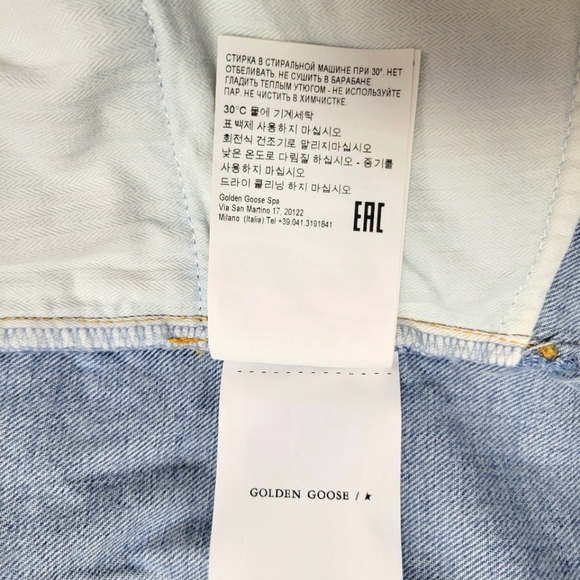 СТИРКА В СТИРАЛЬНОЙ МАШИНЕ ПРИ 30°. НЕТ
ОТБЕЛИВАТЬ. НЕ СУШИТЬ В БАРАБАНЕ.
ГЛАДИТЬ ТЕПЛЫМ УТЮГОМ - НЕ ИСПОЛЬЗУЙТЕ
ПАР. НЕ ЧИСТИТЬ В ХИМЧИСТКЕ.
30°C 물에 기계세탁
표백제 사용하지 마십시오
회전식 건조기로 말리지마십시오
낮은 온도로 다림질 하십시오 - 증기를
사용하지 마십시오
드라이 클리닝 하지 마십시오
Golden Goose Spa
Via San Martino 17, 20122
Milano (Italia) Tel +39.041.3191841
EAC
GOLDEN GOOSE / ★